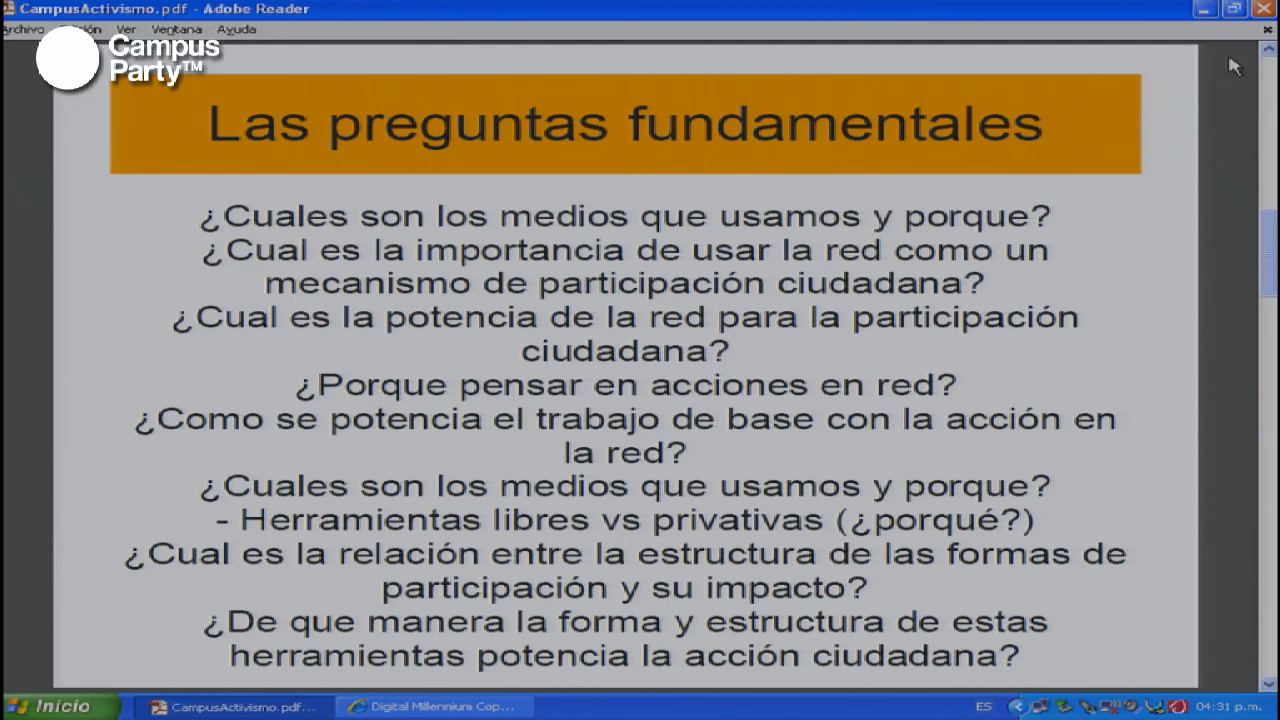 CampusActivismo.pdf - Adobe Reader
Archivo Ver Ventana Ayuda
Campus
Party™
Las preguntas fundamentales
¿Cuales son los medios que usamos y porque?
¿Cual es la importancia de usar la red como un
mecanismo de participación ciudadana?
¿Cual es la potencia de la red para la participación
ciudadana?
¿Porque pensar en acciones en red?
¿Como se potencia el trabajo de base con la acción en
la red?
¿Cuales son los medios que usamos y porque?
- Herramientas libres vs privativas (¿porqué?)
¿Cual es la relación entre la estructura de las formas de
participación y su impacto?
¿De que manera la forma y estructura de estas
herramientas potencia la acción ciudadana?
Inicio CampusActivismo.pdf... Digital Millennium Cop... ES 04:31 p.m.